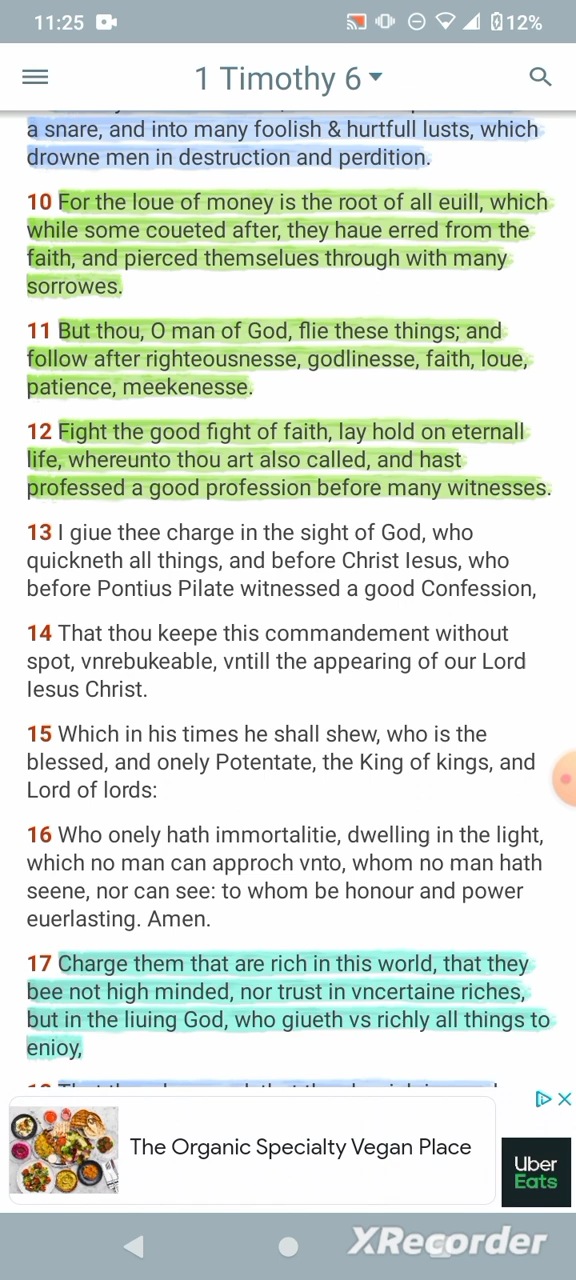 11:25
12%
1 Timothy 6
a snare, and into many foolish & hurtfull lusts, which
drowne men in destruction and perdition.
10 For the loue of money is the root of all euill, which
while some coueted after, they haue erred from the
faith, and pierced themselues through with many
sorrowes.
11 But thou, O man of God, flie these things; and
follow after righteousnesse, godlinesse, faith, loue,
patience, meekenesse.
12 Fight the good fight of faith, lay hold on eternall
life, whereunto thou art also called, and hast
professed a good profession before many witnesses.
13 I giue thee charge in the sight of God, who
quickneth all things, and before Christ Iesus, who
before Pontius Pilate witnessed a good Confession,
14 That thou keepe this commandement without
spot, vnrebukeable, vntill the appearing of our Lord
Iesus Christ.
15 Which in his times he shall shew, who is the
blessed, and onely Potentate, the King of kings, and
Lord of lords:
16 Who onely hath immortalitie, dwelling in the light,
which no man can approch vnto, whom no man hath
seene, nor can see: to whom be honour and power
euerlasting. Amen.
17 Charge them that are rich in this world, that they
bee not high minded, nor trust in vncertaine riches,
but in the liuing God, who giueth vs richly all things to
enioy,
The Organic Specialty Vegan Place
Uber
Eats
XRecorder